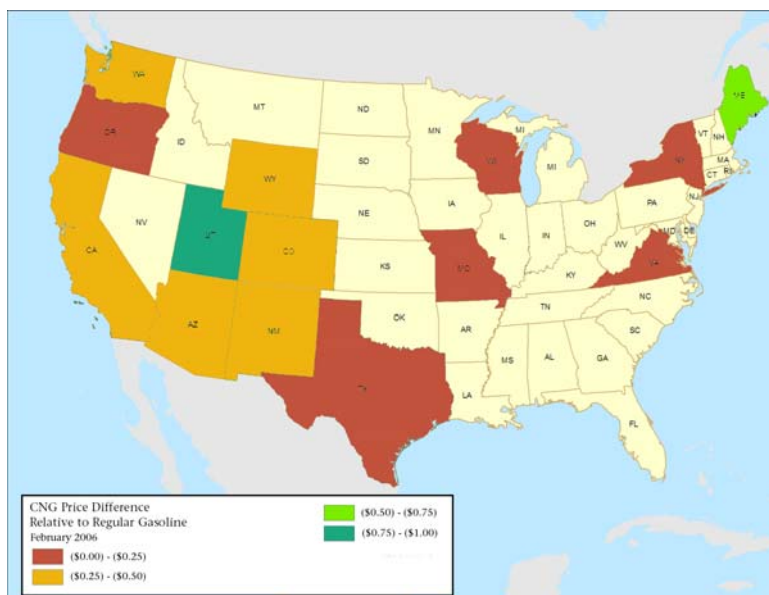 WA
MT
ND
MN
ME
OR
ID
SD
WI
MI
MI
VT
NH
NY
MA
CT
RI
WY
IA
PA
NJ
NE
NV
UT
IL
IN
OH
MD
DE
CA
CO
KS
MO
WV
VA
KY
NC
TN
AZ
NM
OK
AR
SC
MS
AL
GA
TX
LA
FL
CNG Price Difference
Relative to Regular Gasoline
February 2006
($0.00) - ($0.25)
($0.25) - ($0.50)
($0.50) - ($0.75)
($0.75) - ($1.00)